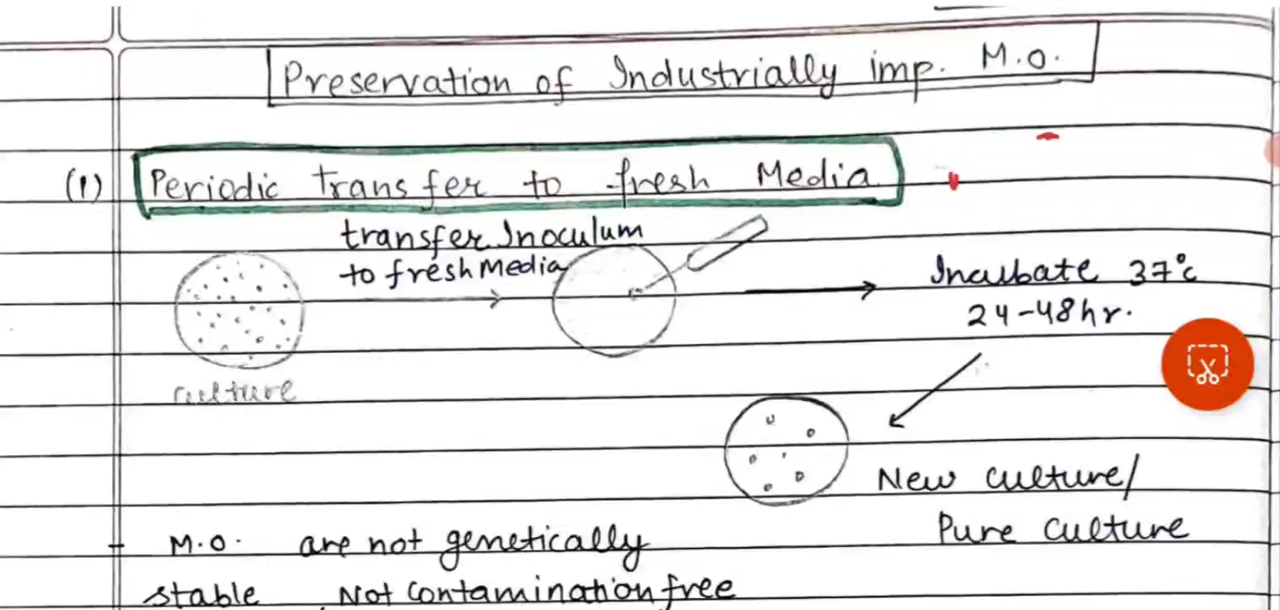 Preservation of Industrially imp. M.O.
(1) Periodic transfer to fresh Media
transfer Inoculum
to fresh Media
Incubate 37°c
24-48hr.
culture
New culture/
Pure culture
M.O. are not genetically
stable, Not contamination free